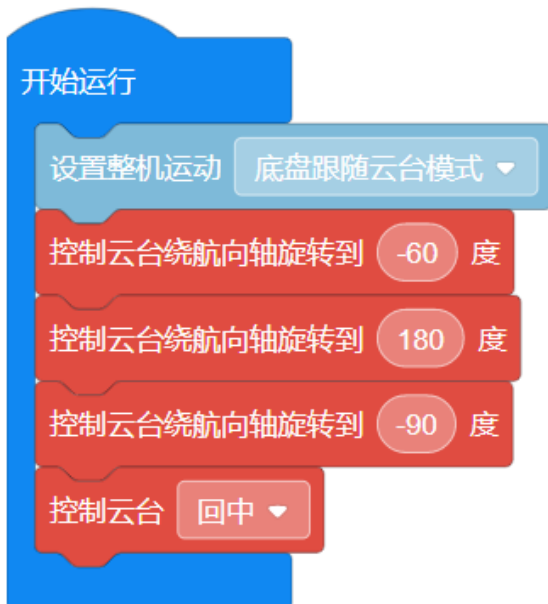 开始运行
设置整机运动 底盘跟随云台模式
控制云台绕航向轴旋转到 -60 度
控制云台绕航向轴旋转到 180 度
控制云台绕航向轴旋转到 -90 度
控制云台 回中